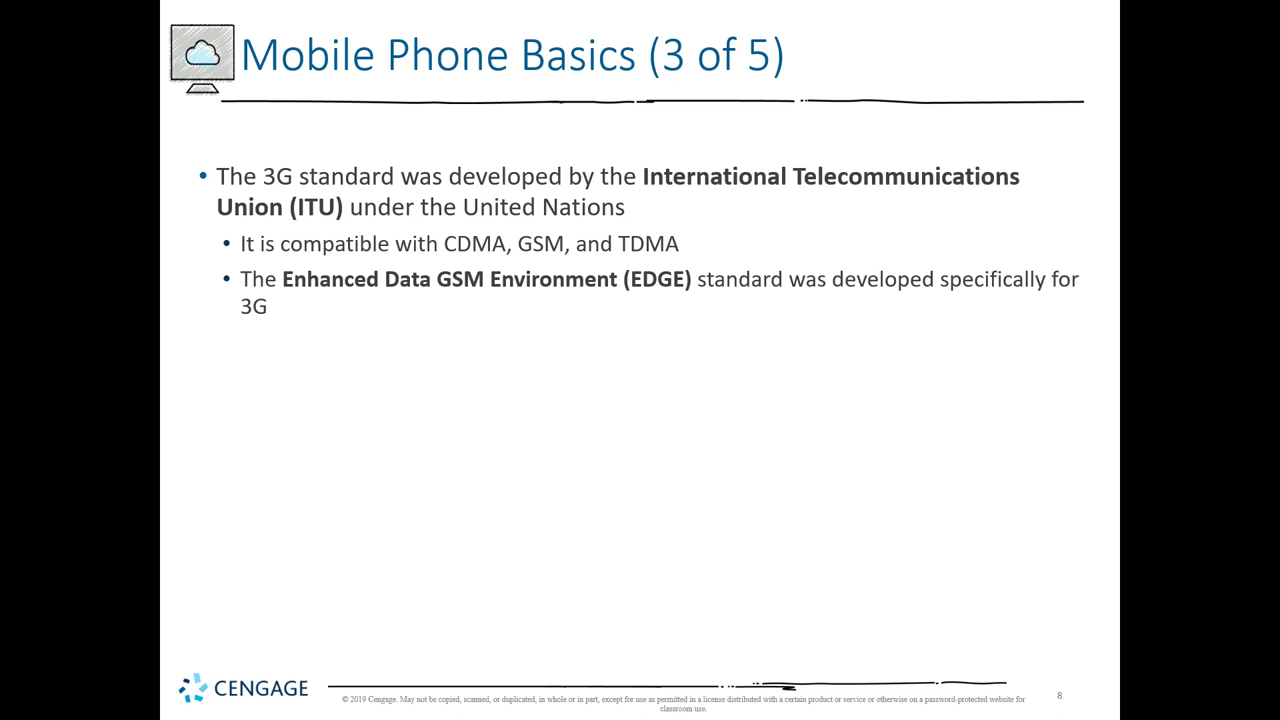 Mobile Phone Basics (3 of 5)
• The 3G standard was developed by the International Telecommunications
Union (ITU) under the United Nations
• It is compatible with CDMA, GSM, and TDMA
• The Enhanced Data GSM Environment (EDGE) standard was developed specifically for
3G
CENGAGE
© 2019 Cengage. May not be copied, scanned, or duplicated, in whole or in part, except for use as permitted in a license distributed with a certain product or service or otherwise on a password-protected website for
classroom use.
8